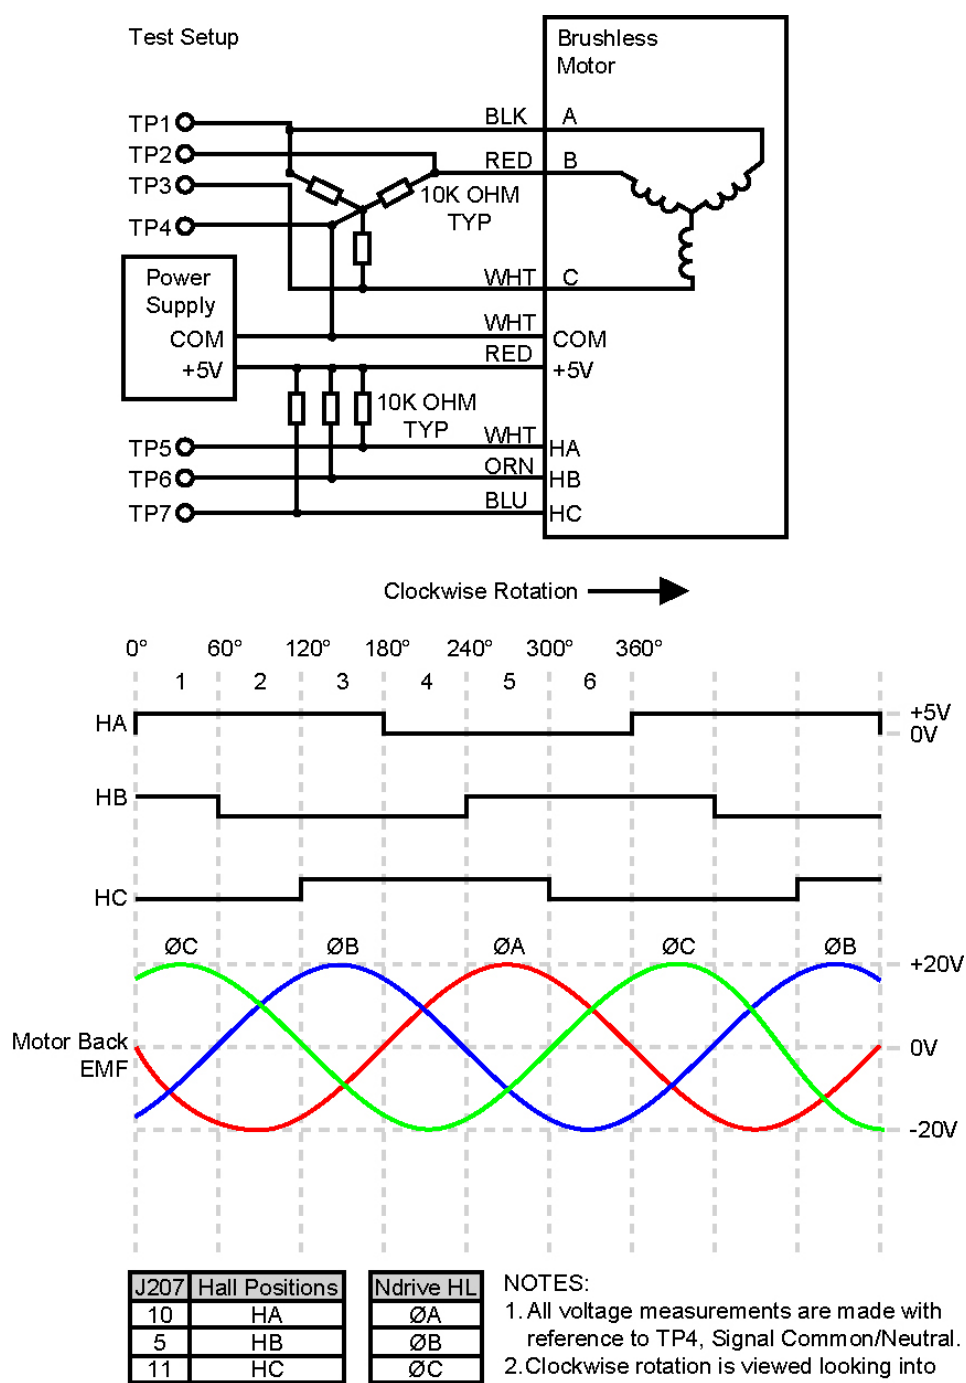 Test Setup
Brushless
Motor
TP1
BLK
A
TP2
RED
B
TP3
10K OHM
TYP
TP4
Power
Supply
WHT
C
WHT
COM
COM
RED
+5V
+5V
10K OHM
TYP
TP5
WHT
HA
TP6
ORN
HB
TP7
BLU
HC
Clockwise Rotation
0° 60° 120° 180° 240° 300° 360°
1 2 3 4 5 6
HA
+5V
0V
HB
HC
ØC ØB ØA ØC ØB
+20V
Motor Back
EMF
0V
-20V
J207 Hall Positions
10 HA
5 HB
11 HC
Ndrive HL
ØA
ØB
ØC
NOTES:
1. All voltage measurements are made with
reference to TP4, Signal Common/Neutral.
2. Clockwise rotation is viewed looking into